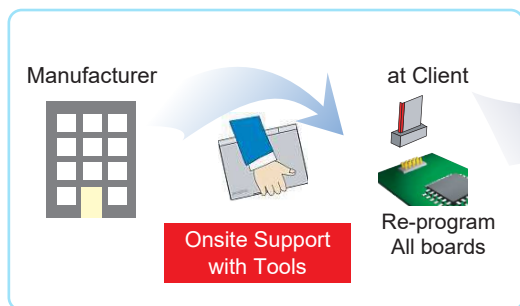 Manufacturer
at Client
Onsite Support
with Tools
Re-program
All boards